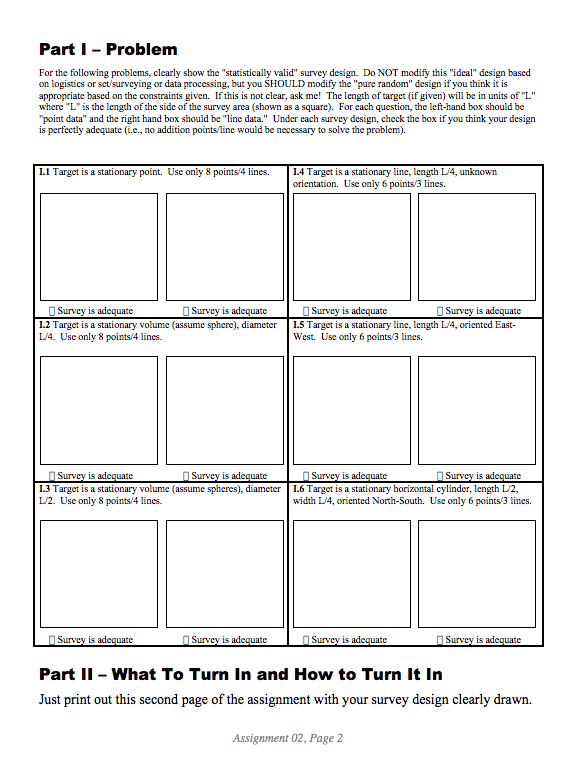 Part I – Problem
For the following problems, clearly show the "statistically valid" survey design.  Do NOT modify this "ideal" design based
on logistics or set/surveying or data processing, but you SHOULD modify the "pure random" design if you think it is
appropriate based on the constraints given.  If this is not clear, ask me!  The length of target (if given) will be in units of "L"
where "L" is the length of the side of the survey area (shown as a square).  For each question, the left-hand box should be
"point data" and the right hand box should be "line data."  Under each survey design, check the box if you think your design
is perfectly adequate (i.e., no addition points/line would be necessary to solve the problem).
I.1 Target is a stationary point.  Use only 8 points/4 lines.
Survey is adequate
Survey is adequate
I.4 Target is a stationary line, length L/4, unknown
orientation.  Use only 6 points/3 lines.
Survey is adequate
Survey is adequate
I.2 Target is a stationary volume (assume sphere), diameter
L/4.  Use only 8 points/4 lines.
Survey is adequate
Survey is adequate
I.5 Target is a stationary line, length L/4, oriented East-
West.  Use only 6 points/3 lines.
Survey is adequate
Survey is adequate
I.3 Target is a stationary volume (assume spheres), diameter
L/2.  Use only 8 points/4 lines.
Survey is adequate
Survey is adequate
I.6 Target is a stationary horizontal cylinder, length L/2,
width L/4, oriented North-South.  Use only 6 points/3 lines.
Survey is adequate
Survey is adequate
Part II – What To Turn In and How to Turn It In
Just print out this second page of the assignment with your survey design clearly drawn.
Assignment 02, Page 2